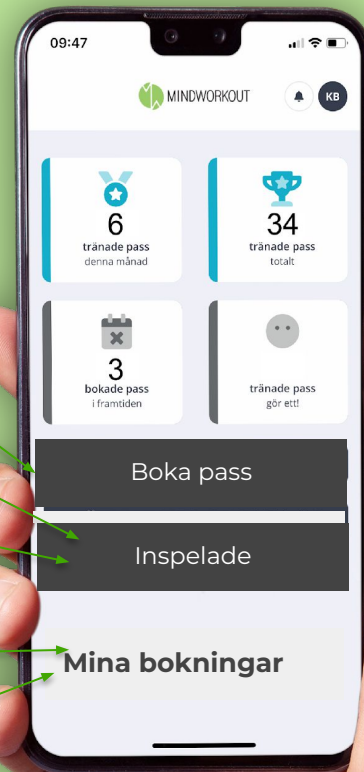 09:47
MINDWORKOUT
KB
6
tränade pass
denna månad
34
tränade pass
totalt
3
bokade pass
i framtiden
tränade pass
gör ett!
Boka pass
Inspelade
Mina bokningar